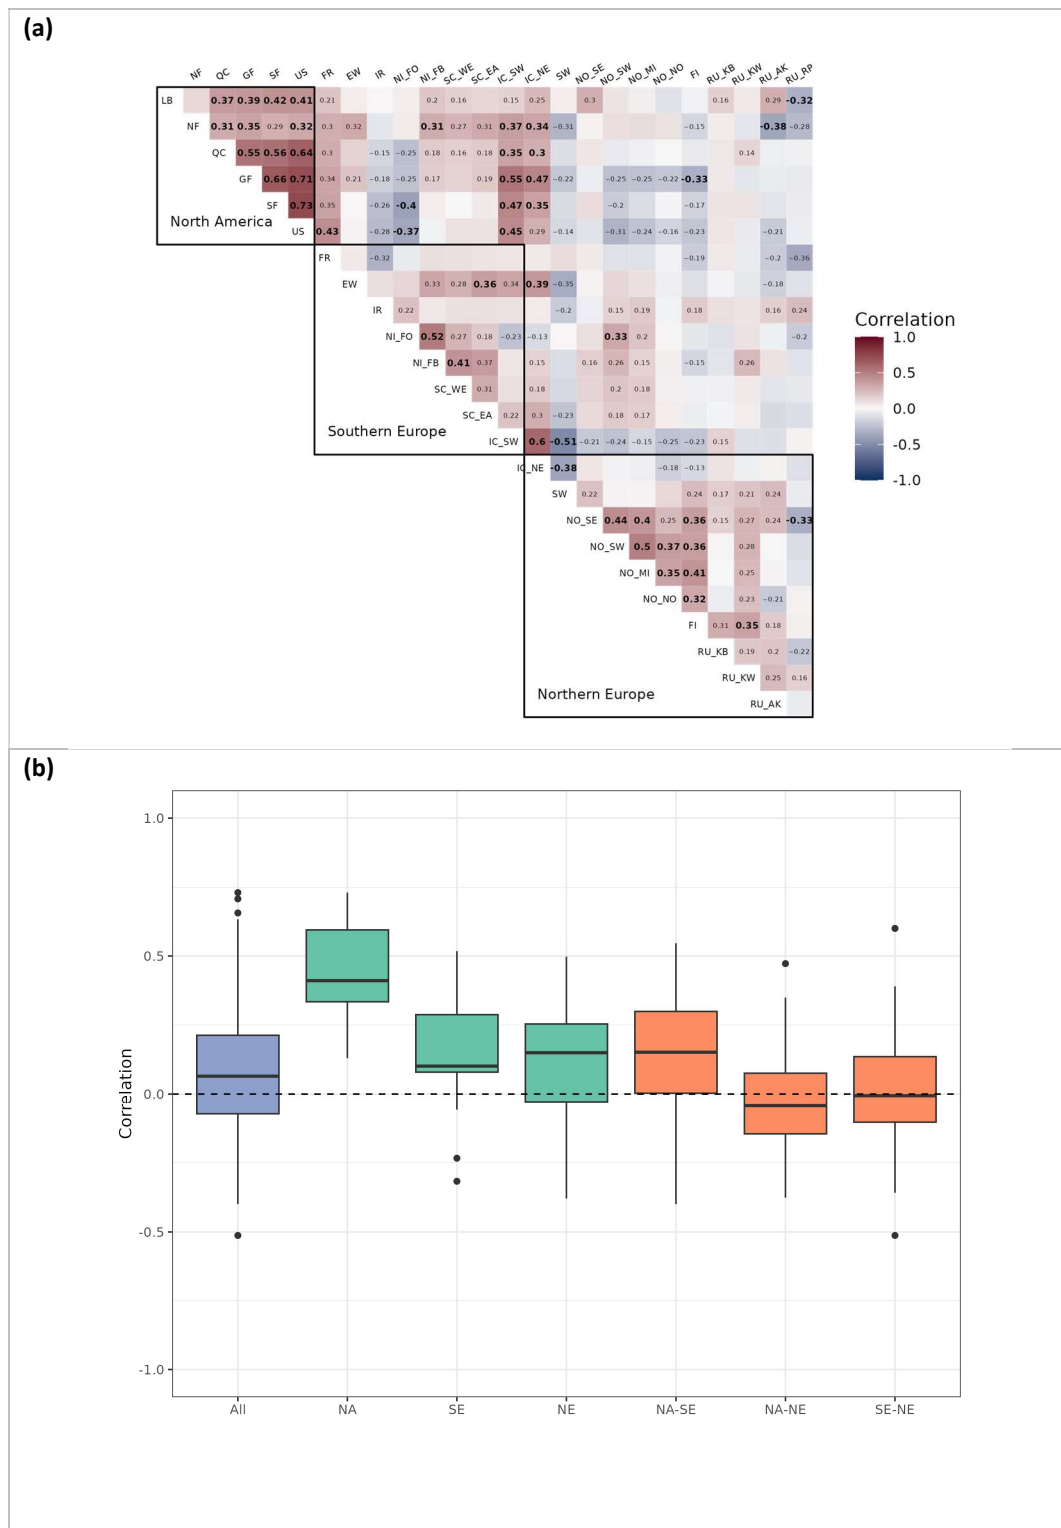 (a)
NF QC GF SF US FR EW IR NI_FO NI_FB SC_WE SC_EA IC_SW IC_NE SW NO_SE NO_SW NO_MI NO_NO FI RU_KB RU_KW RU_AK RU_RP
LB 0.37 0.39 0.42 0.41 0.21 0.2 0.16 0.15 0.25 0.3 0.16 0.29 -0.32
NF 0.31 0.35 0.29 0.32 0.3 0.32 0.31 0.27 0.31 0.37 0.34 −0.31 −0.15 -0.38 −0.28
QC 0.55 0.56 0.64 0.3 −0.15 −0.25 0.18 0.16 0.18 0.35 0.3 0.14
GF 0.66 0.71 0.34 0.21 −0.18 −0.25 0.17 0.19 0.55 0.47 −0.22 −0.25 −0.25 −0.22 -0.33
SF 0.73 0.35 −0.26 -0.4 0.47 0.35 −0.2 −0.17
North America
US 0.43 −0.28 -0.37 0.45 0.29 −0.14 −0.31 −0.24 −0.16 −0.23 −0.21
FR −0.32 −0.19 −0.2 −0.36
EW 0.33 0.28 0.36 0.34 0.39 −0.35 −0.18
IR 0.22 −0.2 0.15 0.19 0.18 0.16 0.24
NI_FO 0.52 0.27 0.18 −0.23 −0.13 0.33 0.2 −0.2
NI_FB 0.41 0.37 0.15 0.16 0.26 0.15 −0.15 0.26
SC_WE 0.31 0.18 0.2 0.18
SC_EA 0.22 0.3 −0.23 0.18 0.17
Southern Europe
IC_SW 0.6 -0.51 −0.21 −0.24 −0.15 −0.25 −0.23 0.15
IC_NE -0.38 −0.18 −0.13
SW 0.22 0.24 0.17 0.21 0.24
NO_SE 0.44 0.4 0.25 0.36 0.15 0.27 0.24 -0.33
NO_SW 0.5 0.37 0.36 0.28
NO_MI 0.35 0.41 0.25
NO_NO 0.32 0.23 −0.21
FI 0.31 0.35 0.18
RU_KB 0.19 0.2 −0.22
RU_KW 0.25 0.16
Northern Europe
RU_AK
Correlation
1.0
0.5
0.0
-0.5
-1.0
(b)
Correlation
1.0
0.5
0.0
-0.5
-1.0
All NA SE NE NA-SE NA-NE SE-NE